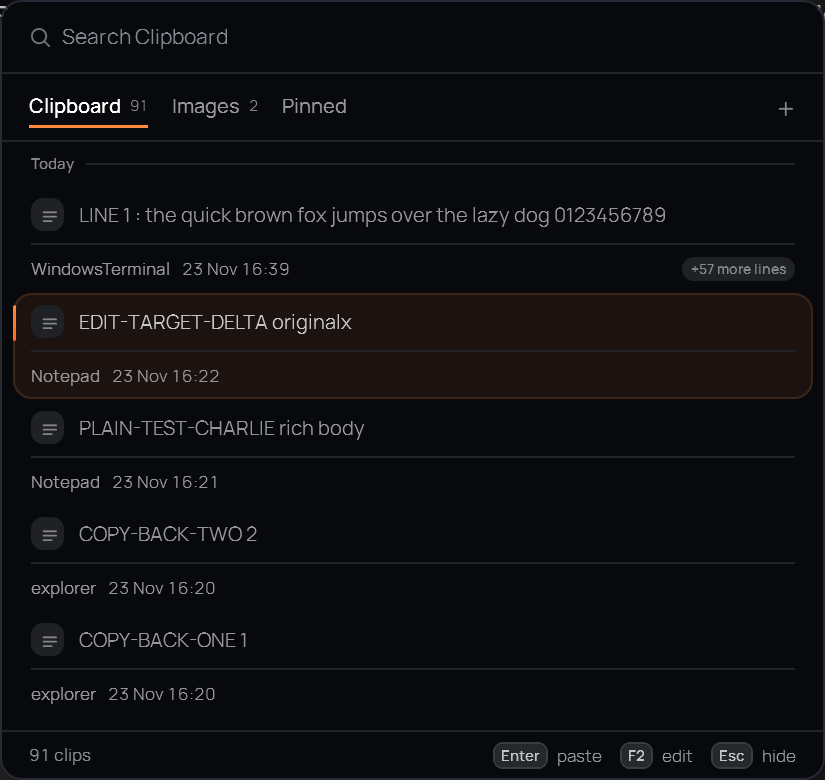 Search Clipboard
Clipboard 91 Images 2 Pinned +
Today
LINE 1 : the quick brown fox jumps over the lazy dog 0123456789
WindowsTerminal 23 Nov 16:39 +57 more lines
EDIT-TARGET-DELTA originalx
Notepad 23 Nov 16:22
PLAIN-TEST-CHARLIE rich body
Notepad 23 Nov 16:21
COPY-BACK-TWO 2
explorer 23 Nov 16:20
COPY-BACK-ONE 1
explorer 23 Nov 16:20
91 clips Enter paste F2 edit Esc hide